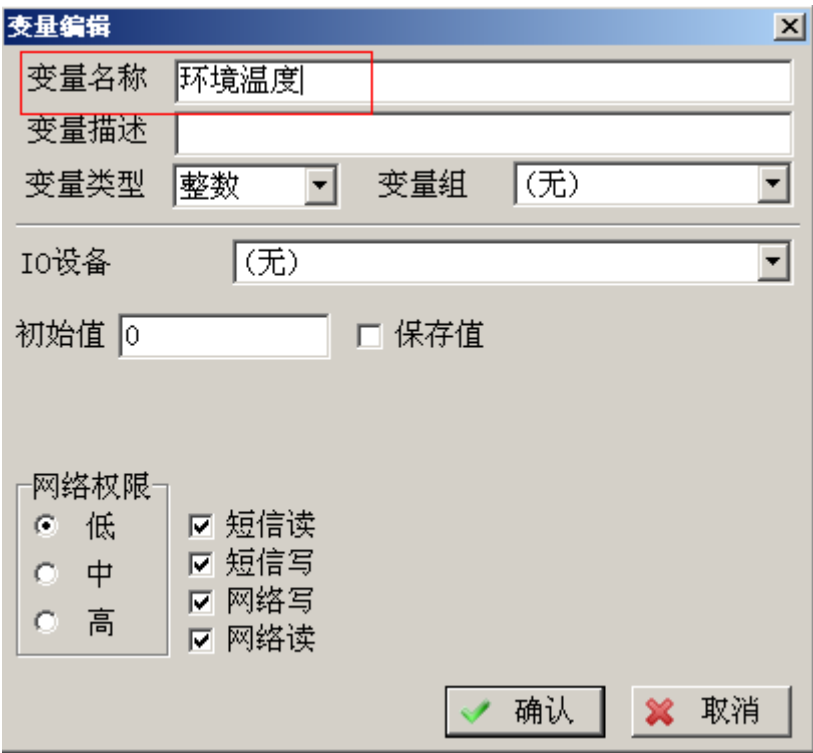 变量编辑
变量名称 环境温度
变量描述
变量类型 整数 变量组 (无)
IO设备 (无)
初始值 0 保存值
网络权限
低 短信读
中 短信写
高 网络写
网络读
确认 取消